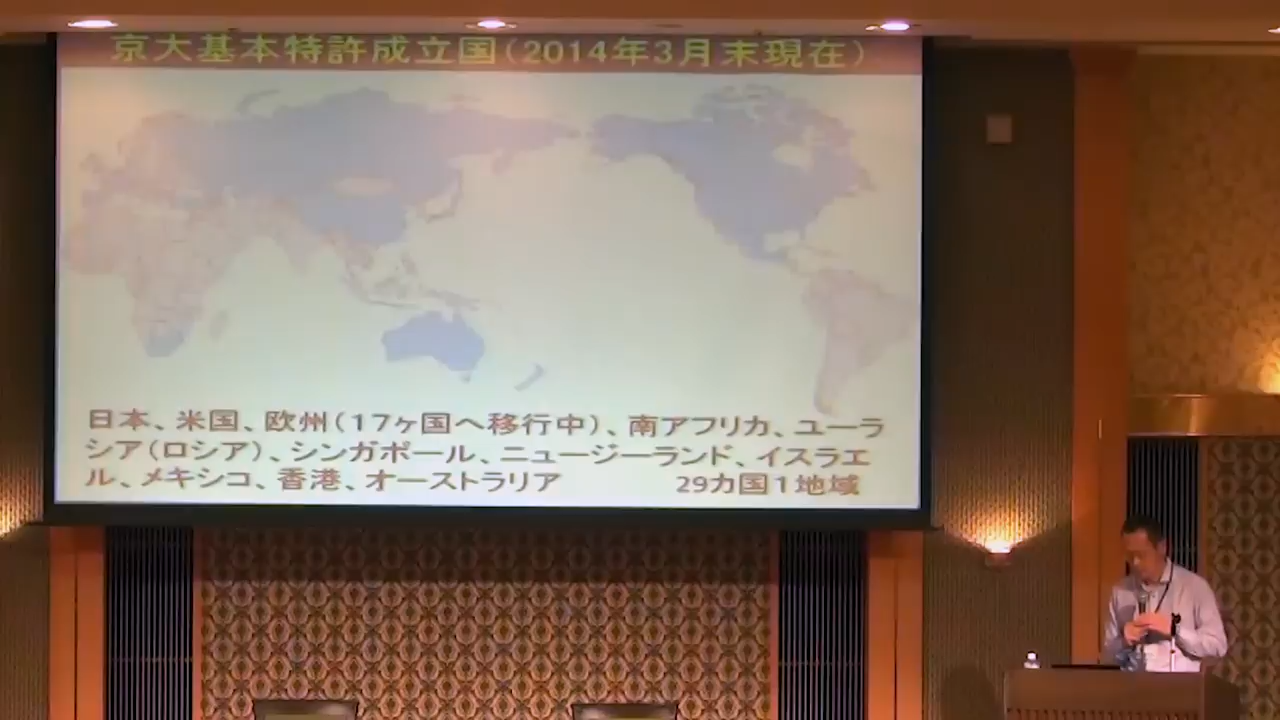 京大基本特許成立国(2014年3月末現在)
日本、米国、欧州(17ヶ国へ移行中)、南アフリカ、ユーラ
シア(ロシア)、シンガポール、ニュージーランド、イスラエ
ル、メキシコ、香港、オーストラリア 29カ国1地域